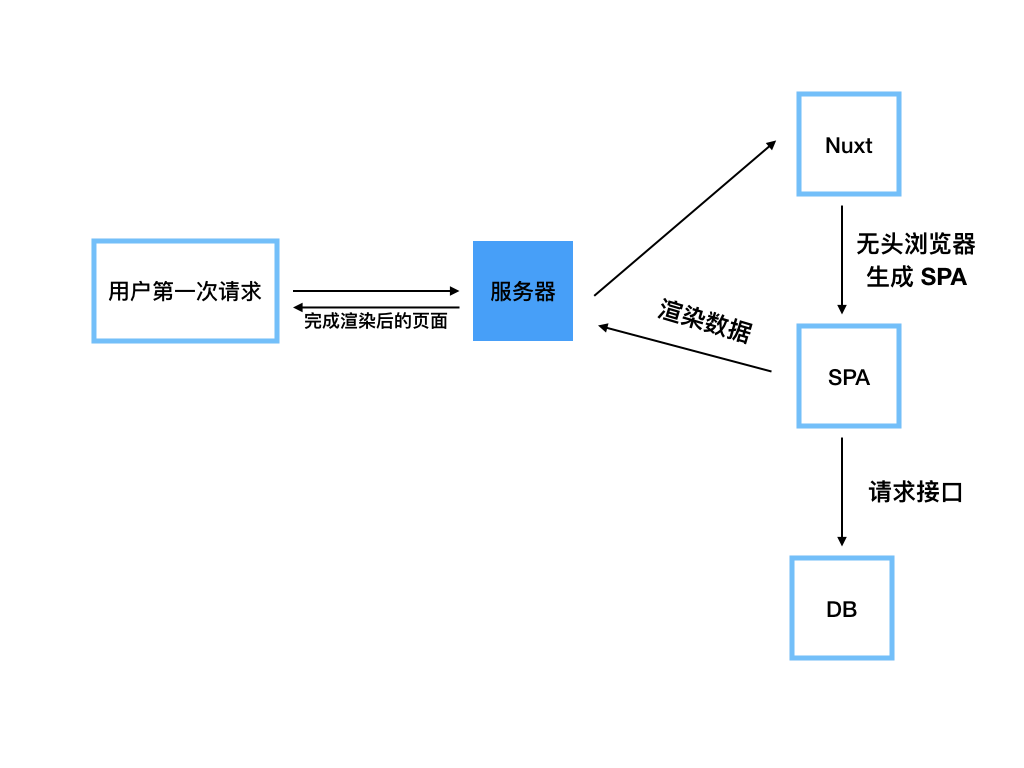 Nuxt
无头浏览器
生成 SPA
用户第一次请求
服务器
完成渲染后的页面
渲染数据
SPA
请求接口
DB